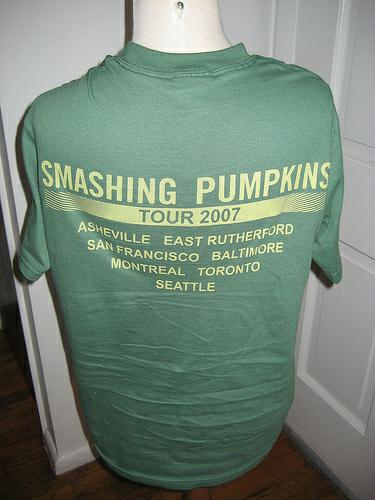 SMASHING PUMPKINS
TOUR 2007
ASHEVILLE EAST RUTHERFORD
SAN FRANCISCO BALTIMORE
MONTREAL TORONTO
SEATTLE